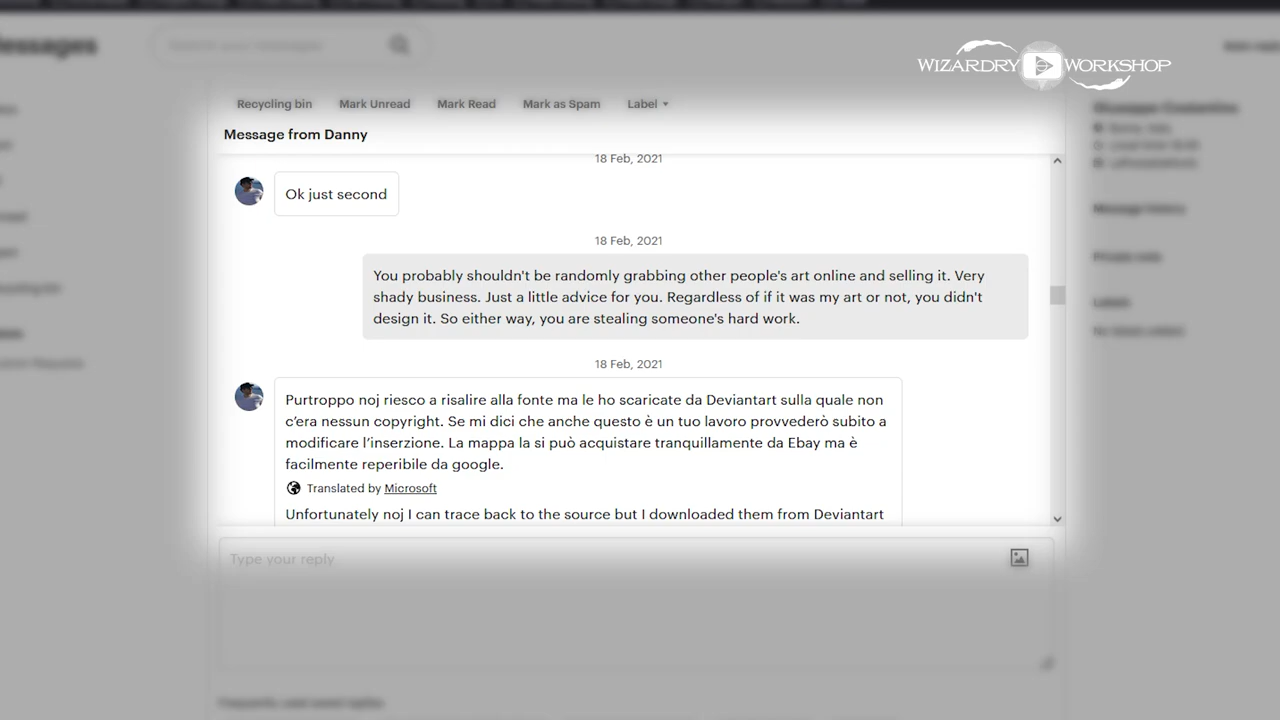 WIZARDRY WORKSHOP
Recycling bin Mark Unread Mark Read Mark as Spam Label
Message from Danny
18 Feb, 2021
Ok just second
18 Feb, 2021
You probably shouldn't be randomly grabbing other people's art online and selling it. Very
shady business. Just a little advice for you. Regardless of if it was my art or not, you didn't
design it. So either way, you are stealing someone's hard work.
18 Feb, 2021
Purtroppo noj riesco a risalire alla fonte ma le ho scaricate da Deviantart sulla quale non
c’era nessun copyright. Se mi dici che anche questo è un tuo lavoro provvederò subito a
modificare l’inserzione. La mappa la si può acquistare tranquillamente da Ebay ma è
facilmente reperibile da google.
Translated by Microsoft
Unfortunately noj I can trace back to the source but I downloaded them from Deviantart
Type your reply
Message history
Private note
Labels